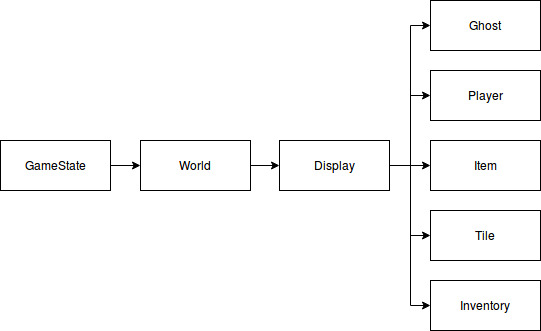 Ghost
Player
GameState
World
Display
Item
Tile
Inventory